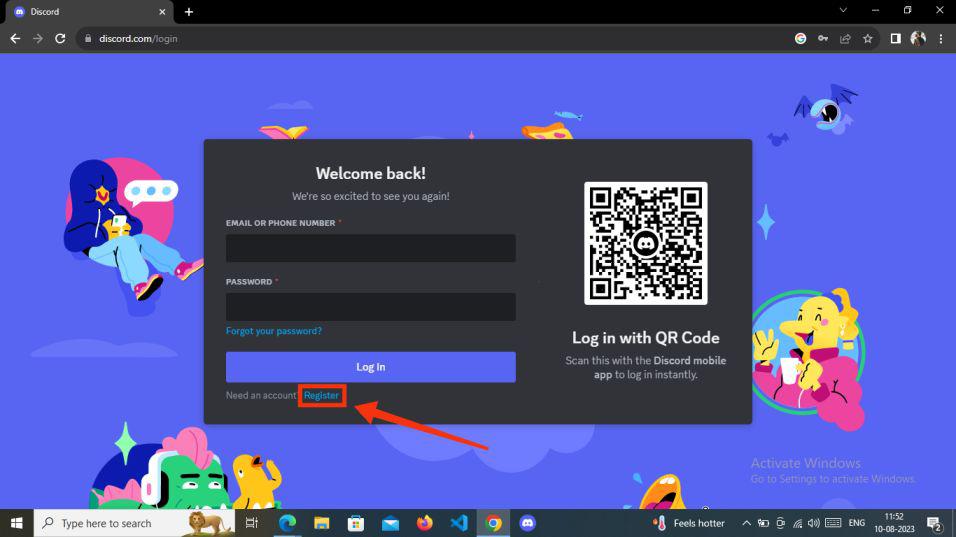 Discord
discord.com/login
Welcome back!
We're so excited to see you again!
EMAIL OR PHONE NUMBER *
PASSWORD *
Forgot your password?
Log In
Need an account
Register
Log in with QR Code
Scan this with the Discord mobile
app to log in instantly.
Activate Windows
Go to Settings to activate Windows.
Type here to search
Feels hotter
ENG
11:52
10-08-2023
2